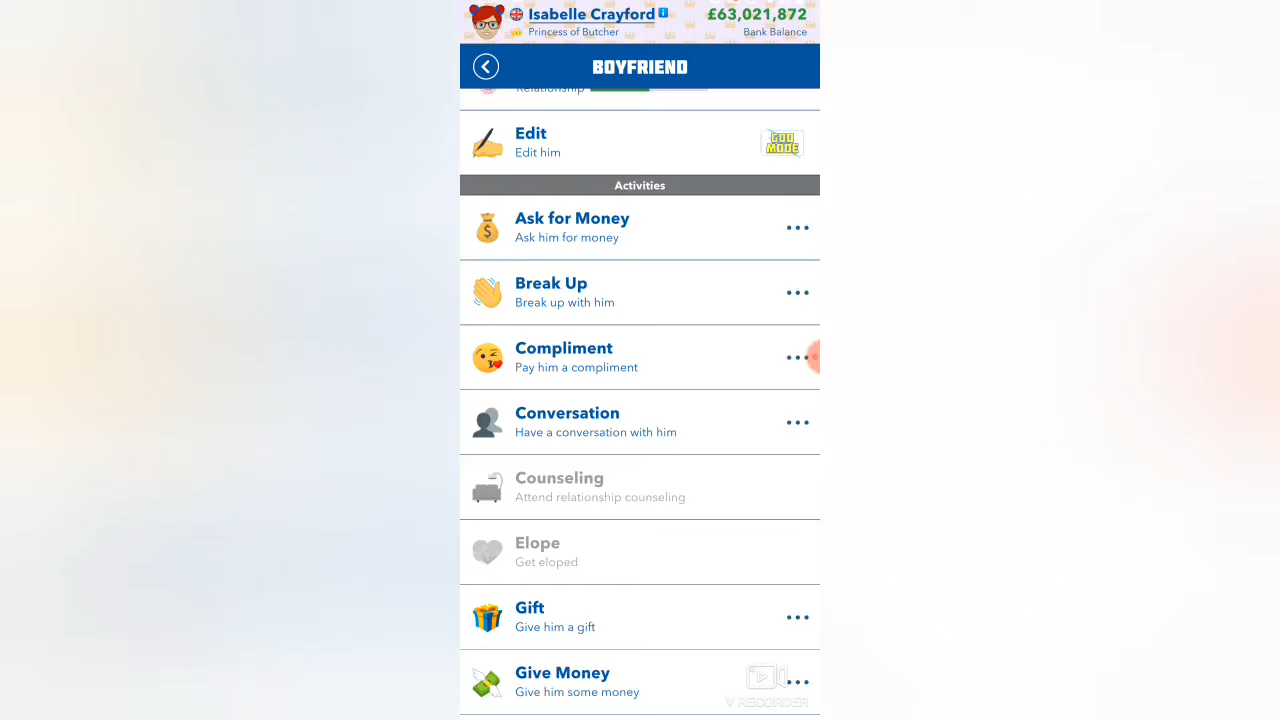 Isabelle Crayford
£63,021,872
Princess of Butcher
Bank Balance
BOYFRIEND
Relationship
Edit
Edit him
GOD
MODE
Activities
Ask for Money
Ask him for money
Break Up
Break up with him
Compliment
Pay him a compliment
Conversation
Have a conversation with him
Counseling
Attend relationship counseling
Elope
Get eloped
Gift
Give him a gift
Give Money
Give him some money
V RECORDER